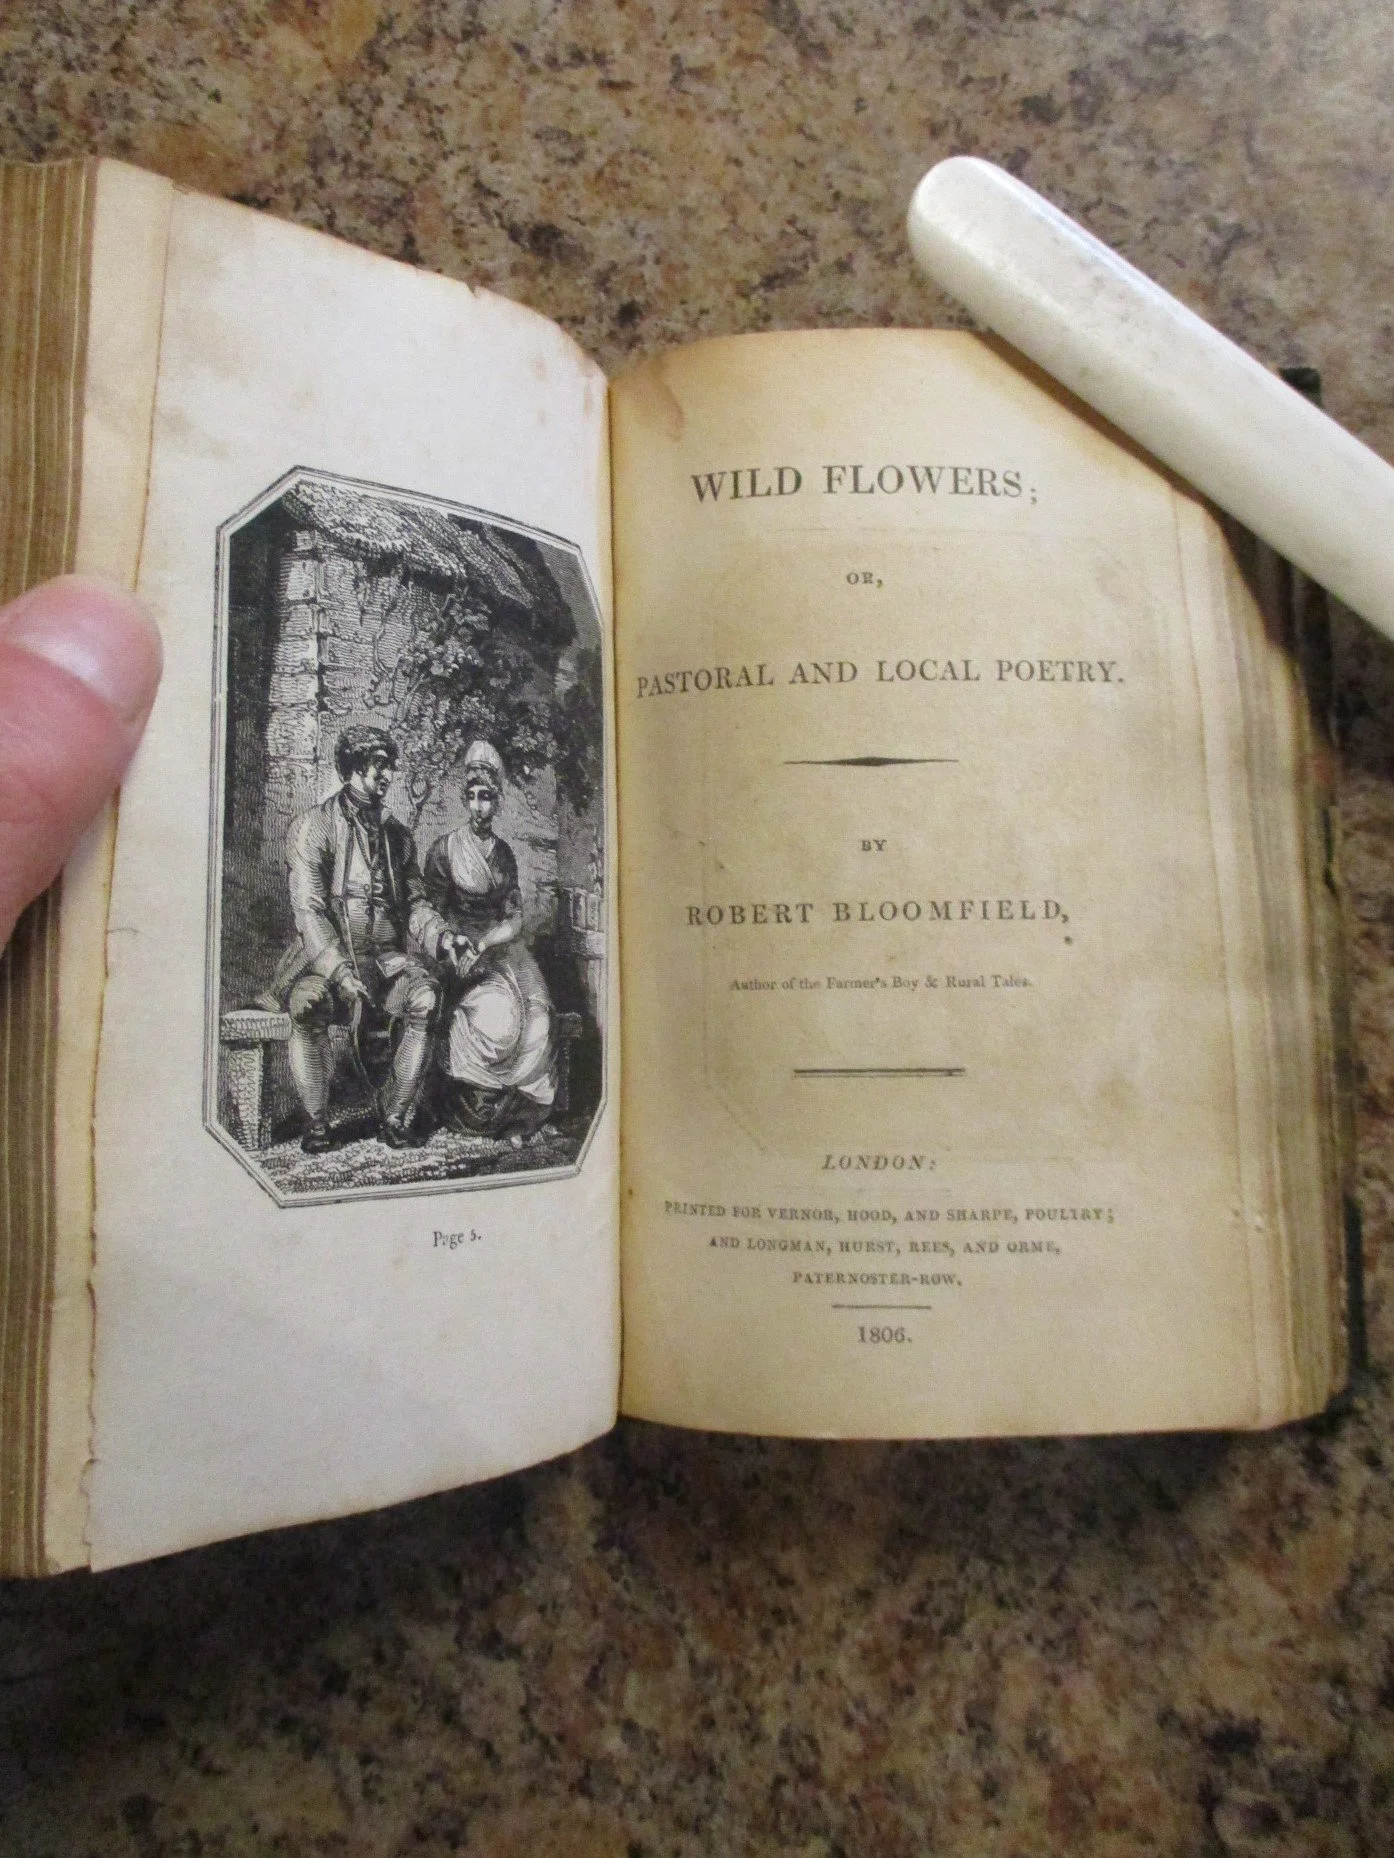 Page 5.
WILD FLOWERS;
OR,
PASTORAL AND LOCAL POETRY.
BY
ROBERT BLOOMFIELD,
Author of the Farmer's Boy & Rural Tales.
LONDON:
PRINTED FOR VERNOR, HOOD, AND SHARPE, POULTRY;
AND LONGMAN, HURST, REES, AND ORME,
PATERNOSTER-ROW.
1806.